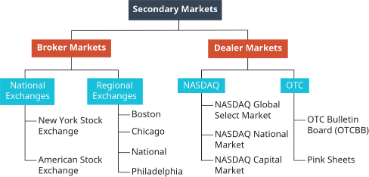 Secondary Markets
Broker Markets
Dealer Markets
National
Exchanges
Regional
Exchanges
NASDAQ
OTC
New York Stock
Exchange
American Stock
Exchange
Boston
Chicago
National
Philadelphia
NASDAQ Global
Select Market
NASDAQ National
Market
NASDAQ Capital
Market
OTC Bulletin
Board (OTCBB)
Pink Sheets